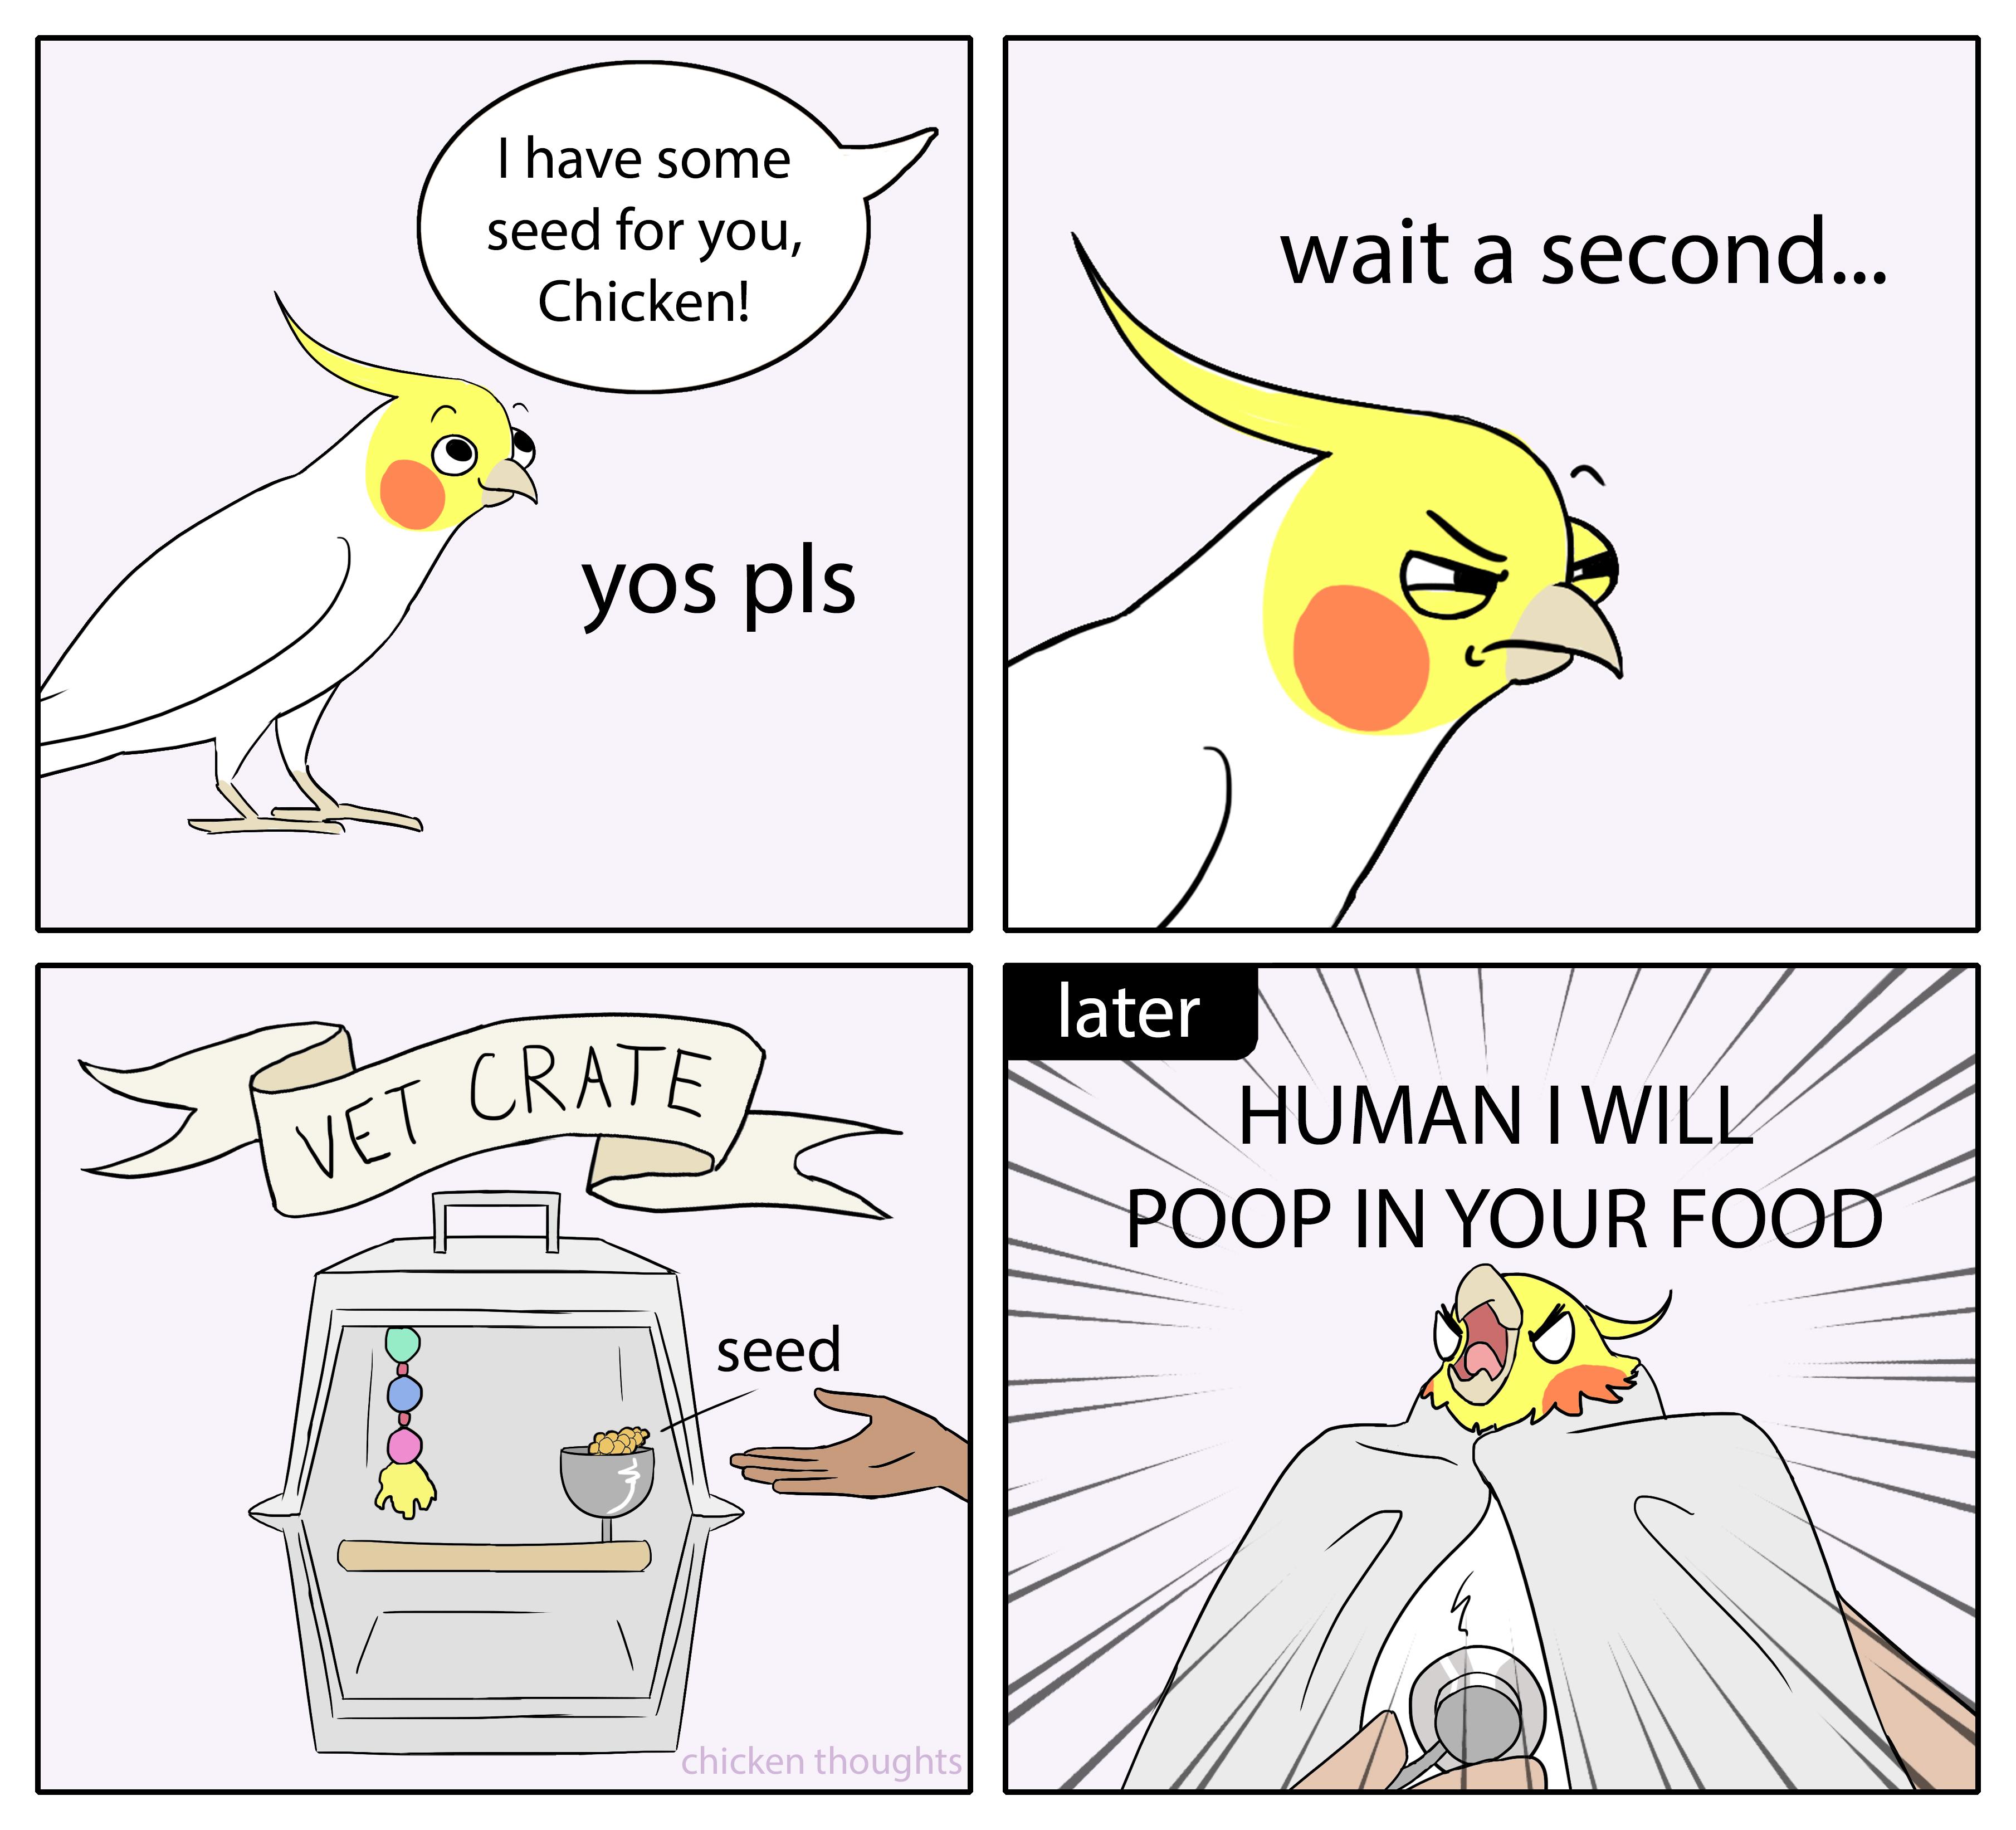 I have some
seed for you,
Chicken!
yos pls
wait a second...
VET CRATE
seed
chicken thoughts
later
HUMAN I WILL
POOP IN YOUR FOOD